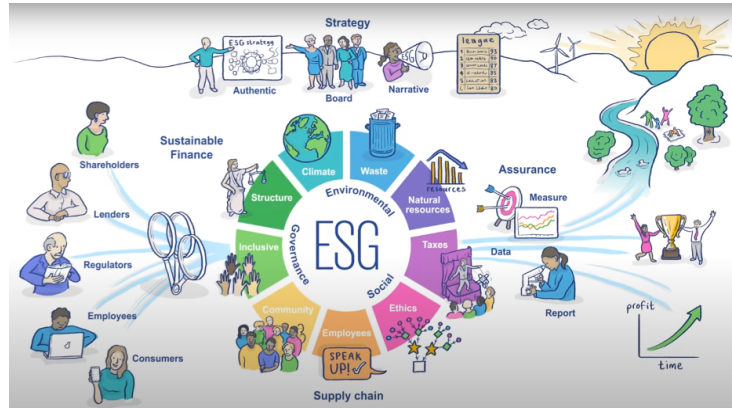 Strategy
ESG strategy
Authentic
Board
Narrative
league
93
Sustainable
Finance
Shareholders
Lenders
Regulators
Employees
Consumers
Climate
Waste
Structure
Environmental
Natural
resources
resources
Inclusive
Governance
ESG
Taxes
Social
Community
Employees
Ethics
SPEAK
UP!
Supply chain
Assurance
Measure
Data
Report
profit
time